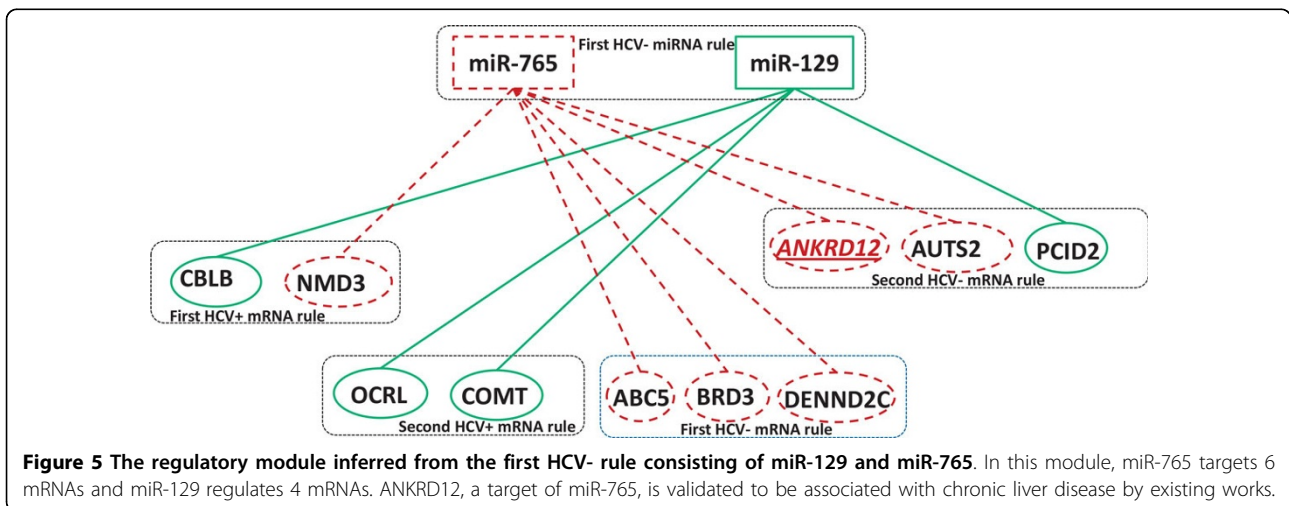 First HCV- miRNA rule
miR-765
miR-129
ANKRD12
AUTS2
PCID2
Second HCV- mRNA rule
CBLB
NMD3
First HCV+ mRNA rule
OCRL
COMT
Second HCV+ mRNA rule
ABC5
BRD3
DENND2C
First HCV- mRNA rule
Figure 5 The regulatory module inferred from the first HCV- rule consisting of miR-129 and miR-765. In this module, miR-765 targets 6
mRNAs and miR-129 regulates 4 mRNAs. ANKRD12, a target of miR-765, is validated to be associated with chronic liver disease by existing works.